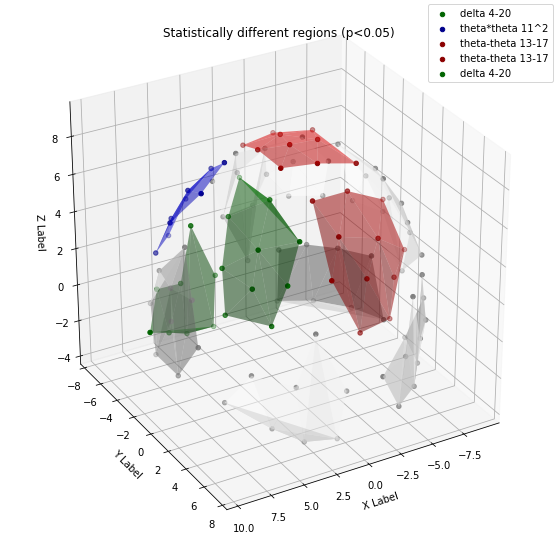 delta 4-20
theta*theta 11^2
theta-theta 13-17
theta-theta 13-17
delta 4-20
Statistically different regions (p<0.05)
Z Label
8
6
4
2
0
−2
−4
Y Label
−8
−6
−4
−2
0
2
4
6
8
X Label
10.0
7.5
5.0
2.5
0.0
−2.5
−5.0
−7.5